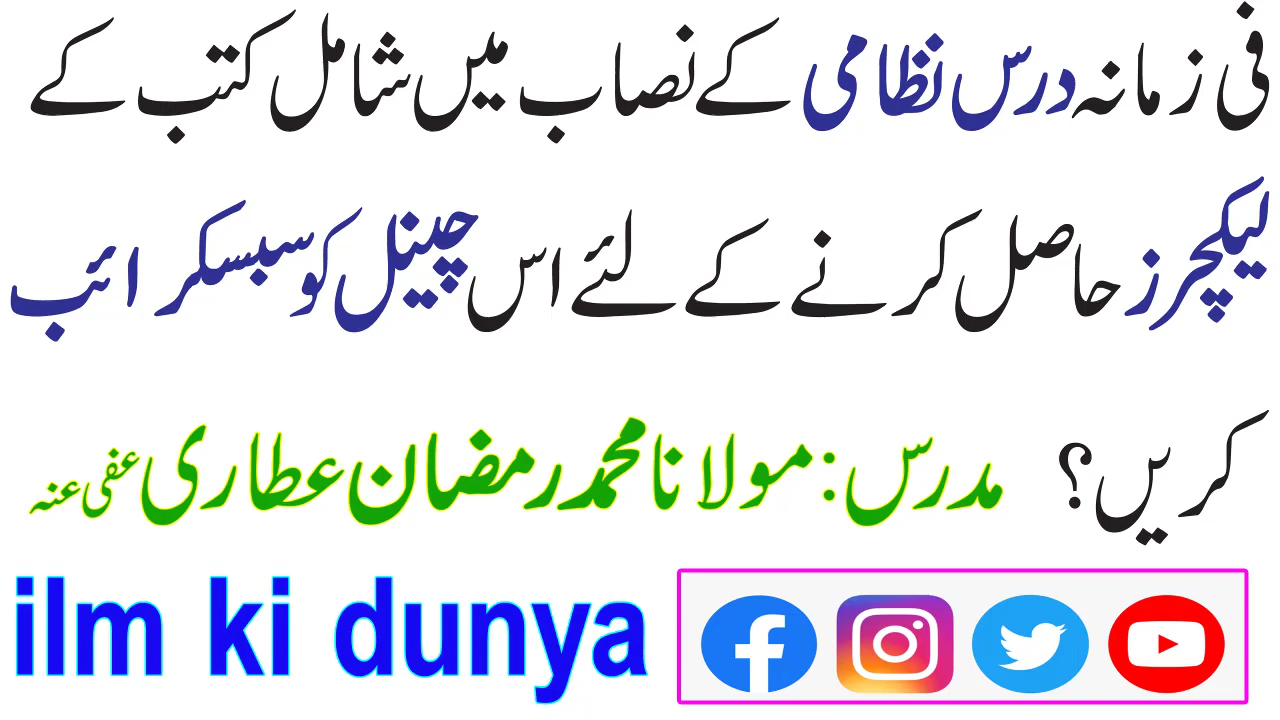 فی زمانہ درس نظامی کے نصاب میں شامل کتب کے
لیکچرز حاصل کرنے کے لئے اس چینل کو سبسکرائب
کریں؟ مدرس: مولانا محمد رمضان عطاری عفی عنہ
ilm ki dunya